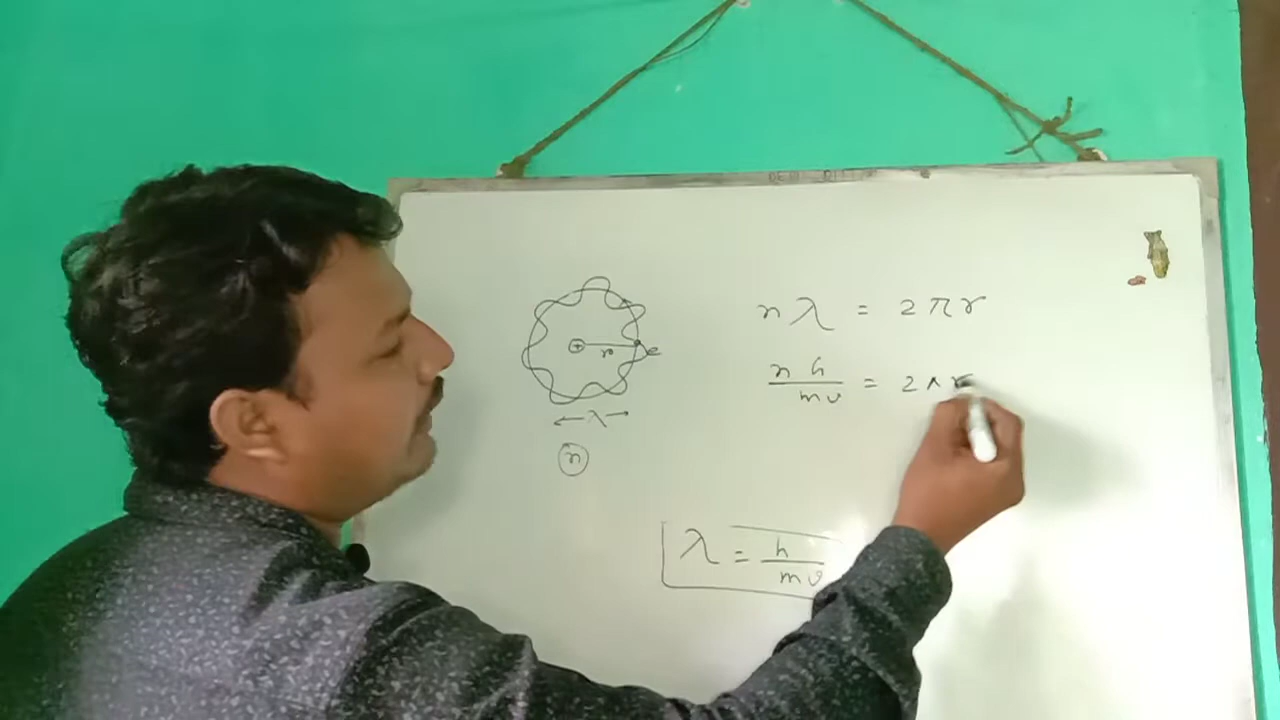 nλ = 2πr
nh/mv = 2πr
+ r e
← λ →
n
λ = h/mv